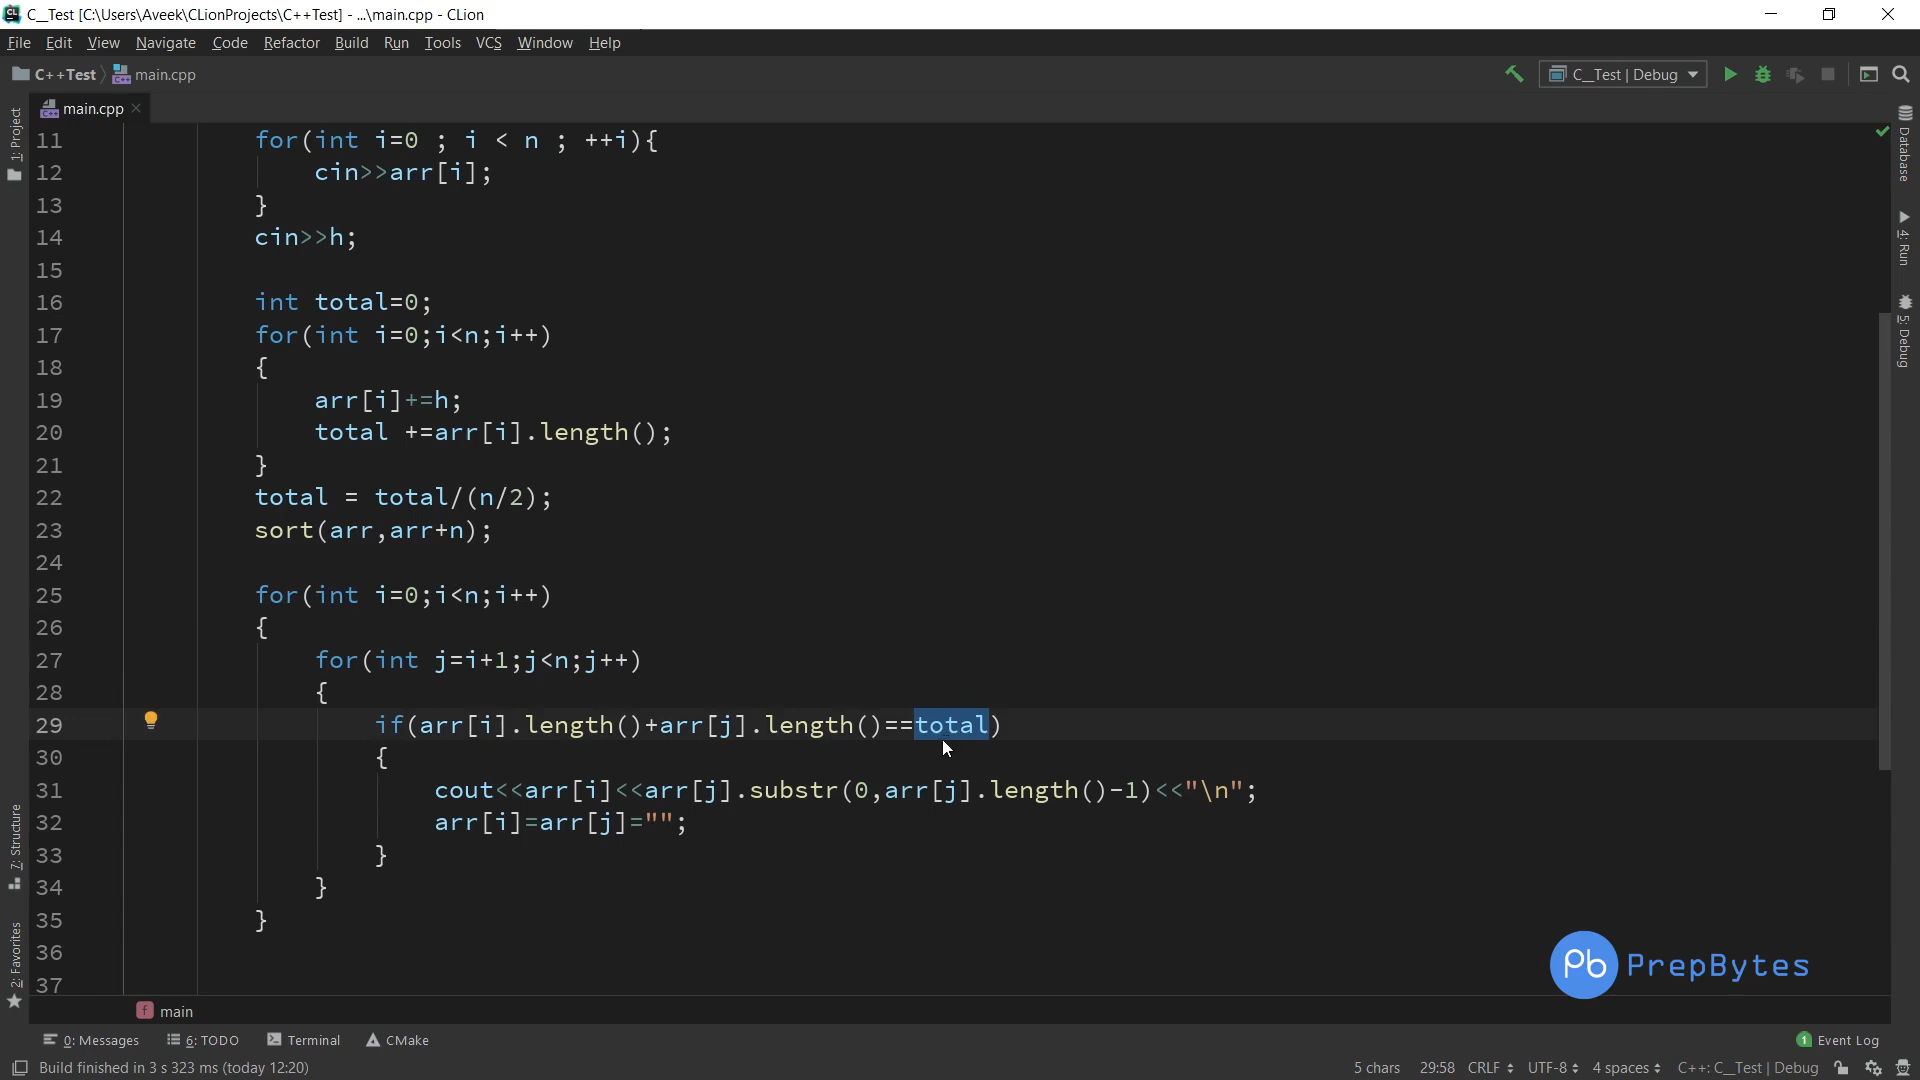 C__Test [C:\Users\Aveek\CLionProjects\C++Test] - ...\main.cpp - CLion
File Edit View Navigate Code Refactor Build Run Tools VCS Window Help
C++Test main.cpp C__Test | Debug
main.cpp
1: Project
Database
4: Run
5: Debug
11 for(int i=0 ; i < n ; ++i){
12 cin>>arr[i];
13 }
14 cin>>h;
15
16 int total=0;
17 for(int i=0;i<n;i++)
18 {
19 arr[i]+=h;
20 total +=arr[i].length();
21 }
22 total = total/(n/2);
23 sort(arr,arr+n);
24
25 for(int i=0;i<n;i++)
26 {
27 for(int j=i+1;j<n;j++)
28 {
29 if(arr[i].length()+arr[j].length()==total)
30 {
31 cout<<arr[i]<<arr[j].substr(0,arr[j].length()-1)<<"\n";
32 arr[i]=arr[j]="";
33 }
34 }
35 }
36
37
7: Structure
2: Favorites
Pb PrepBytes
f main
0: Messages 6: TODO Terminal CMake 1 Event Log
Build finished in 3 s 323 ms (today 12:20) 5 chars 29:58 CRLF UTF-8 4 spaces C++: C__Test | Debug